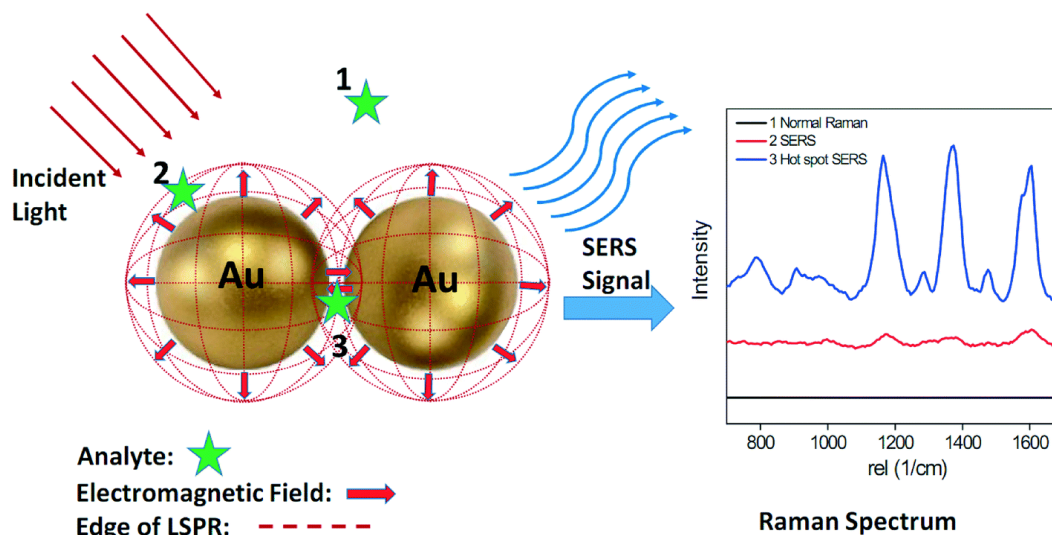 1
2
Incident
Light
Au
Au
3
SERS
Signal
Analyte:
Electromagnetic Field:
Edge of LSPR:
1 Normal Raman
2 SERS
3 Hot spot SERS
Intensity
800 1000 1200 1400 1600
rel (1/cm)
Raman Spectrum